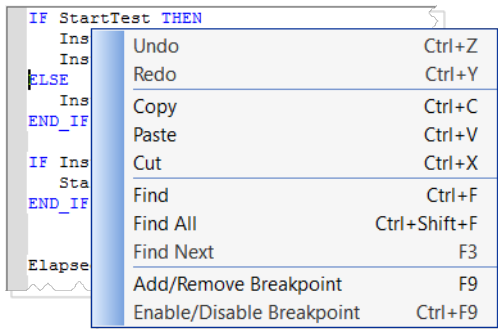 IF StartTest THEN
Ins
Ins
ELSE
Ins
END_IF
IF Ins
Sta
END_IF
Elapse
Undo Ctrl+Z
Redo Ctrl+Y
Copy Ctrl+C
Paste Ctrl+V
Cut Ctrl+X
Find Ctrl+F
Find All Ctrl+Shift+F
Find Next F3
Add/Remove Breakpoint F9
Enable/Disable Breakpoint Ctrl+F9